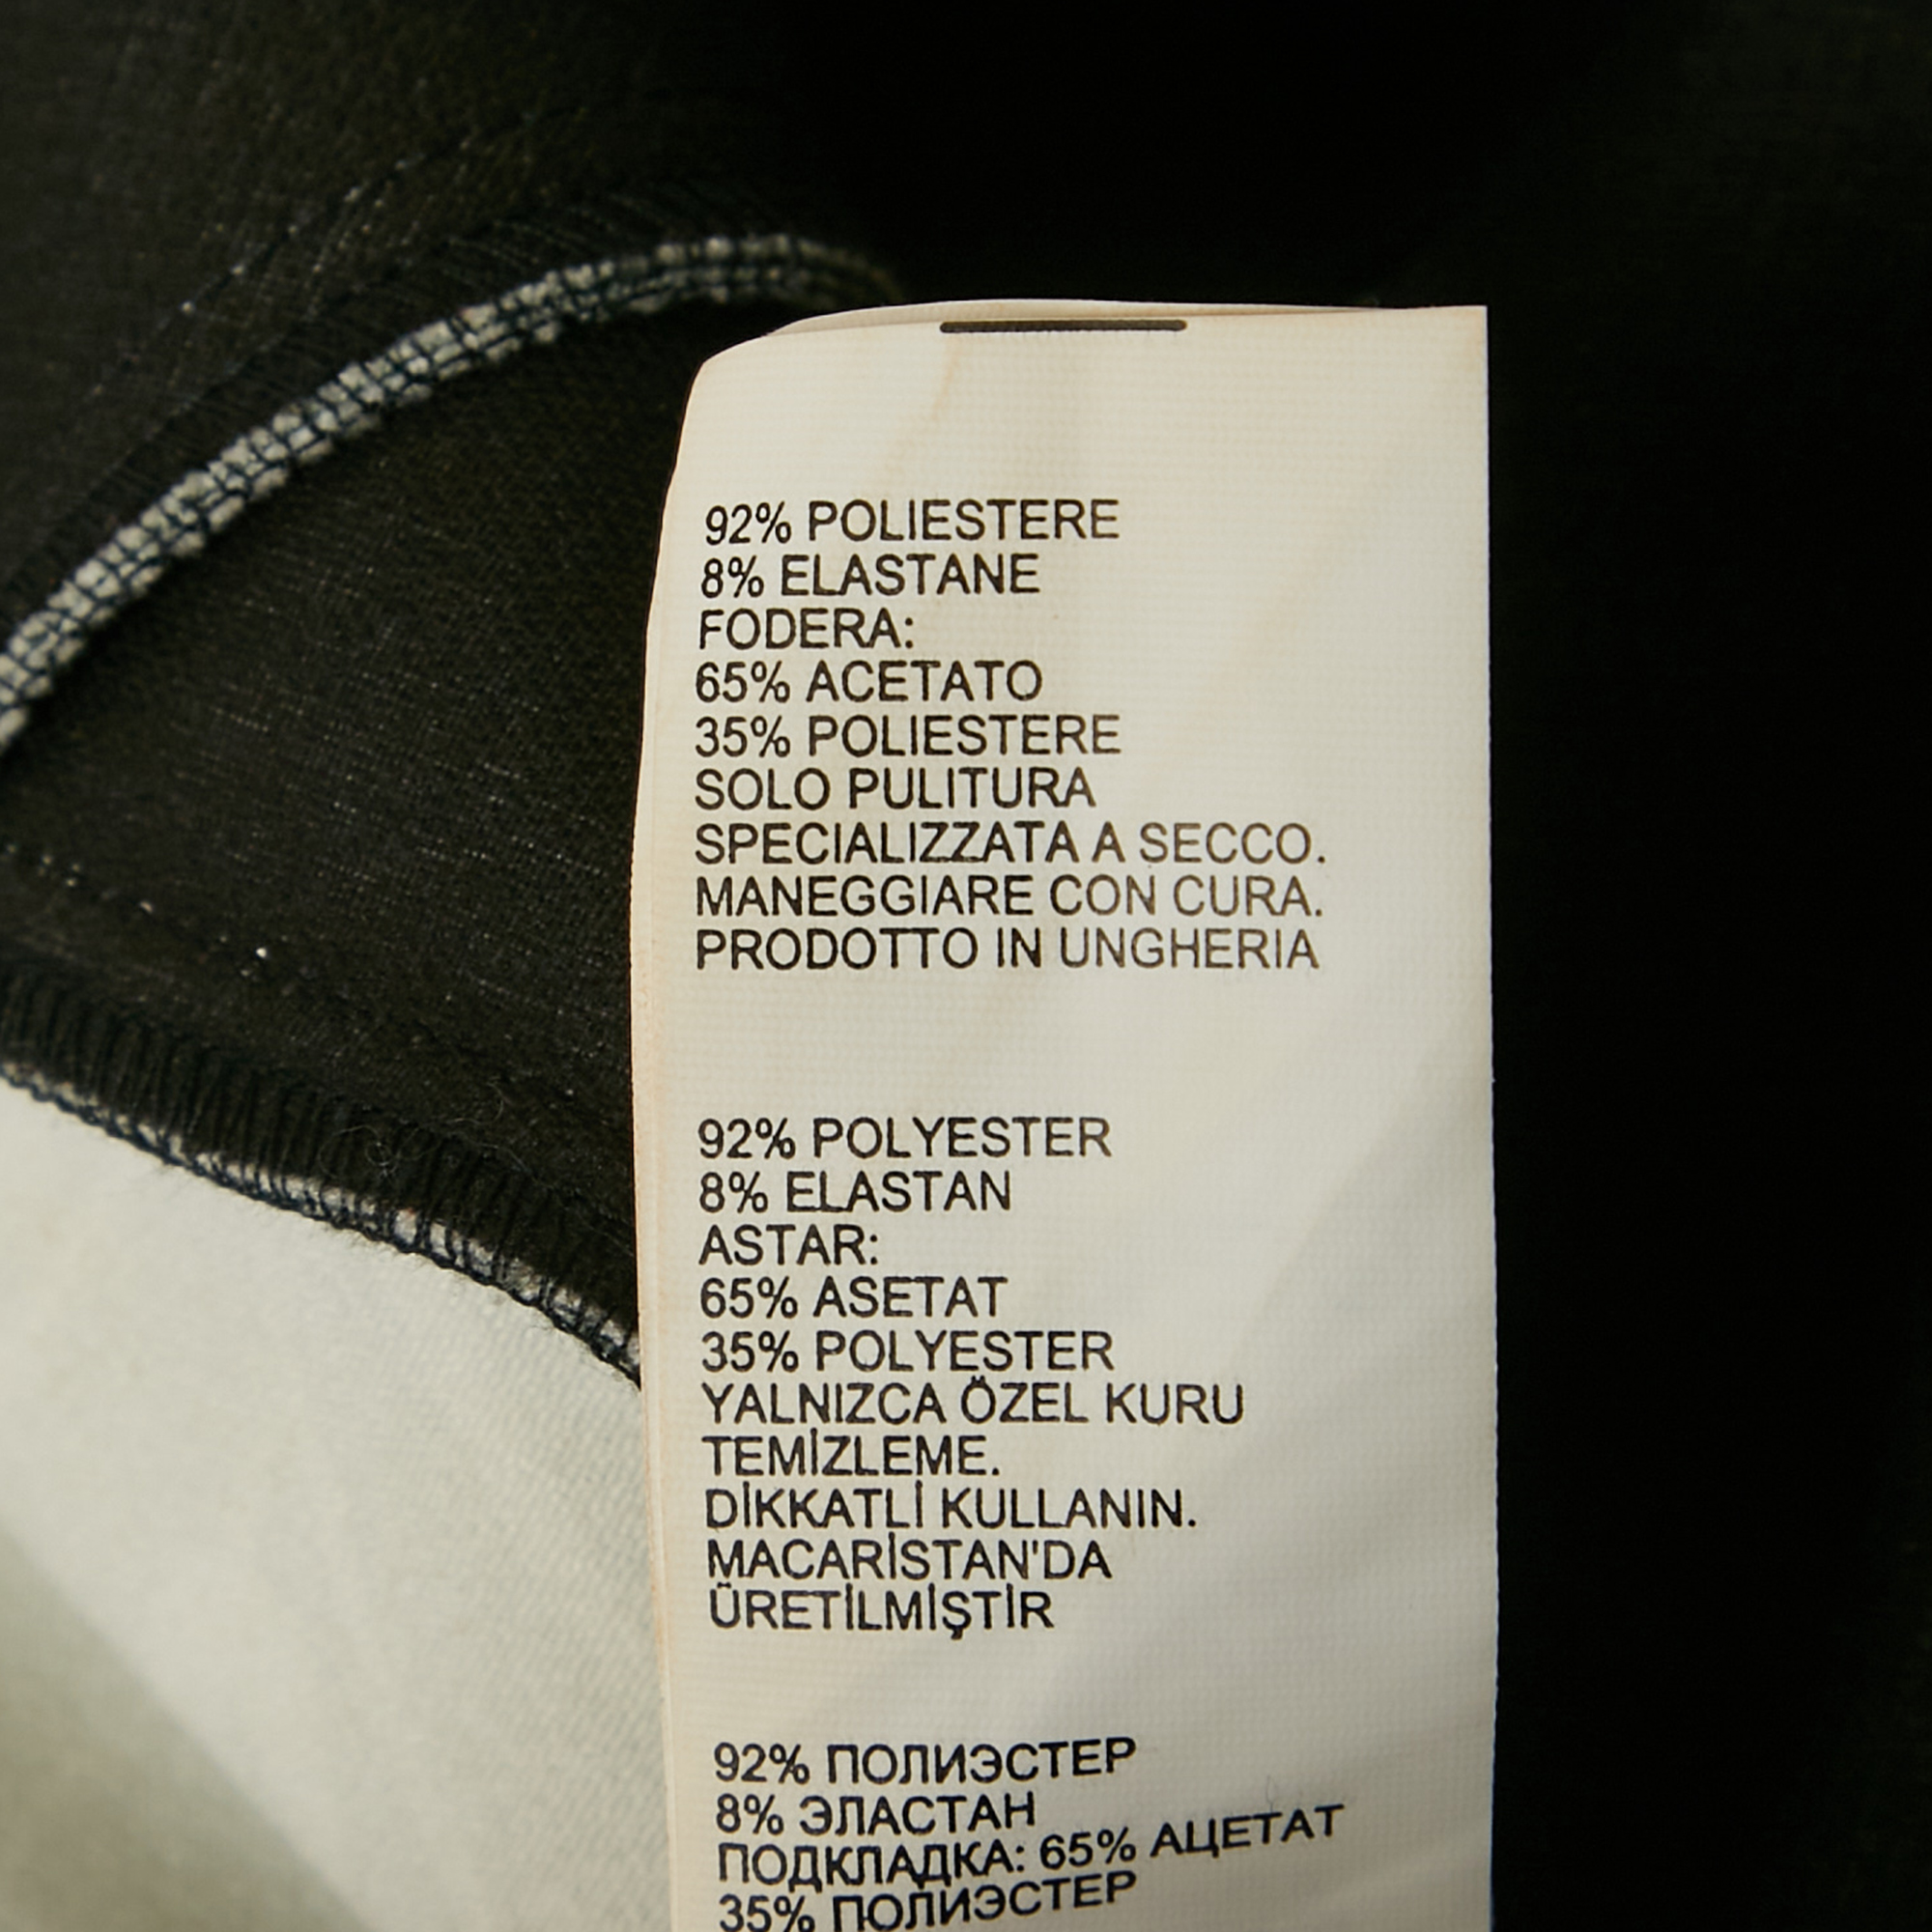 92% POLIESTERE
8% ELASTANE
FODERA:
65% ACETATO
35% POLIESTERE
SOLO PULITURA
SPECIALIZZATA A SECCO.
MANEGGIARE CON CURA.
PRODOTTO IN UNGHERIA
92% POLYESTER
8% ELASTAN
ASTAR:
65% ASETAT
35% POLYESTER
YALNIZCA ÖZEL KURU
TEMİZLEME.
DİKKATLİ KULLANIN.
MACARİSTAN'DA
ÜRETİLMİŞTİR
92% ПОЛИЭСТЕР
8% ЭЛАСТАН
ПОДКЛАДКА: 65% АЦЕТАТ
35% ПОЛИЭСТЕР